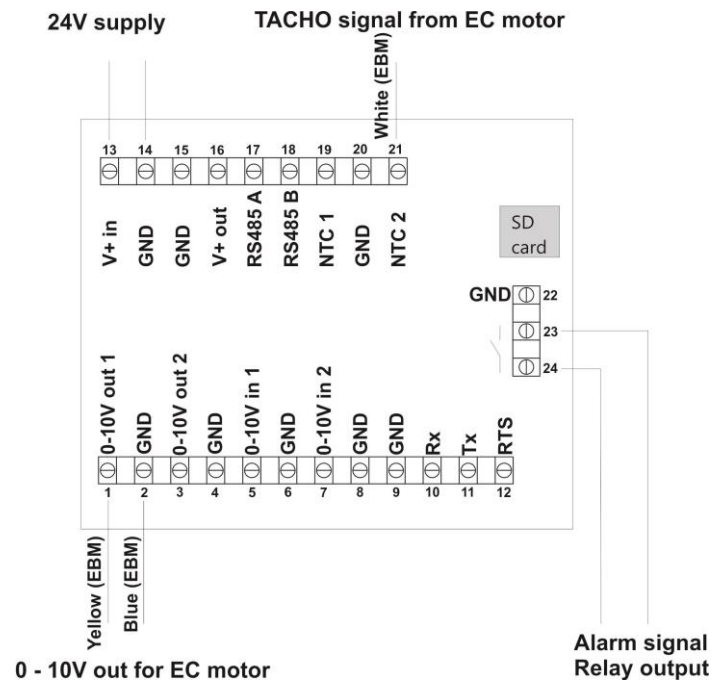 24V supply
TACHO signal from EC motor
White (EBM)
13 14 15 16 17 18 19 20 21
V+ in
GND
GND
V+ out
RS485 A
RS485 B
NTC 1
GND
NTC 2
SD
card
GND 22
23
24
0-10V out 1
GND
0-10V out 2
GND
0-10V in 1
GND
0-10V in 2
GND
GND
Rx
Tx
RTS
1 2 3 4 5 6 7 8 9 10 11 12
Yellow (EBM)
Blue (EBM)
0 - 10V out for EC motor
Alarm signal
Relay output